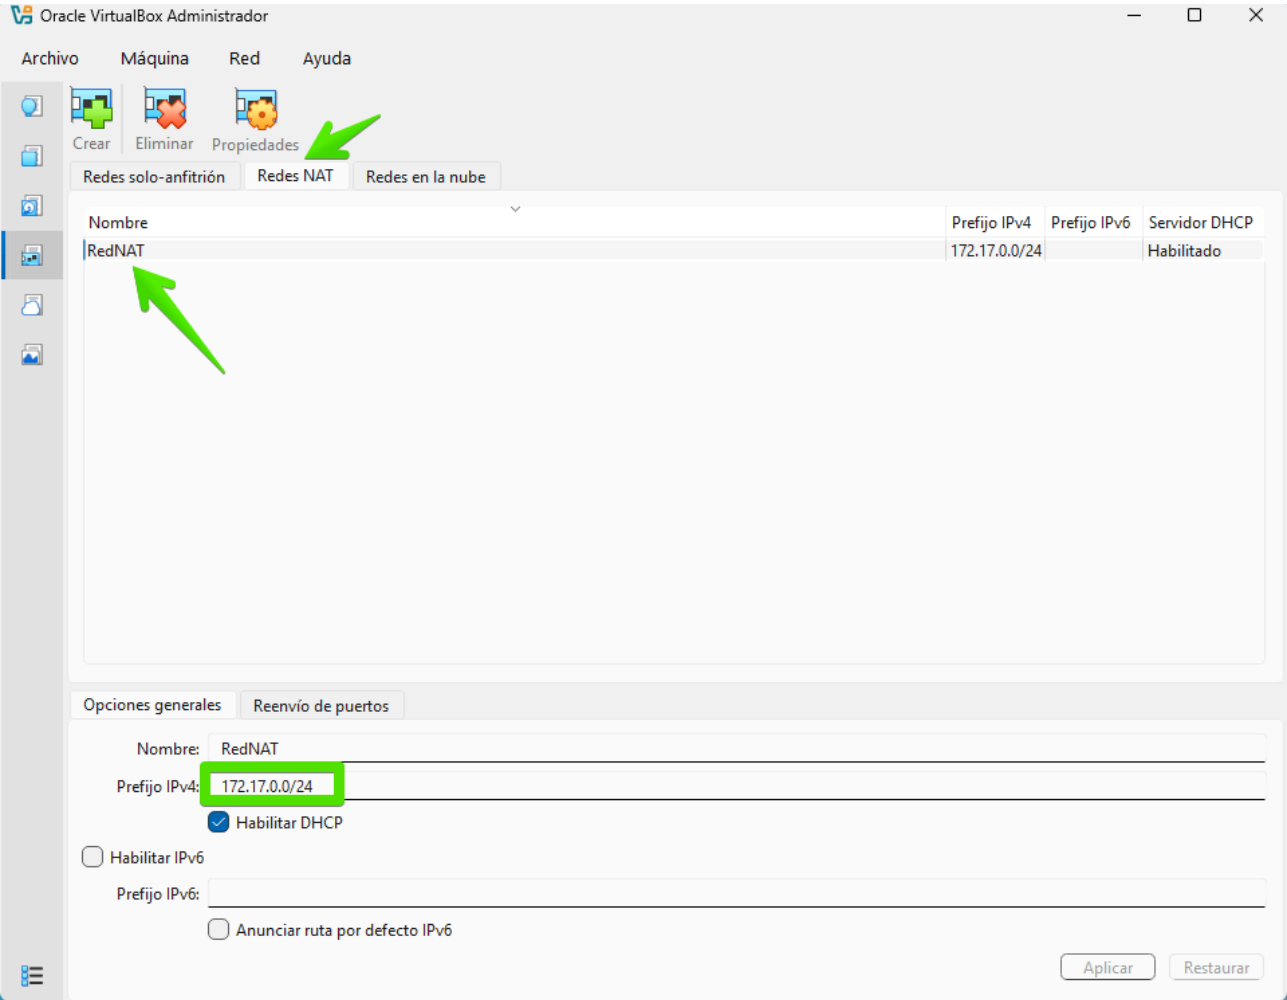 Oracle VirtualBox Administrador
Archivo Máquina Red Ayuda
Crear Eliminar Propiedades
Redes solo-anfitrión Redes NAT Redes en la nube
Nombre Prefijo IPv4 Prefijo IPv6 Servidor DHCP
RedNAT 172.17.0.0/24 Habilitado
Opciones generales Reenvío de puertos
Nombre: RedNAT
Prefijo IPv4: 172.17.0.0/24
Habilitar DHCP
Habilitar IPv6
Prefijo IPv6:
Anunciar ruta por defecto IPv6
Aplicar Restaurar